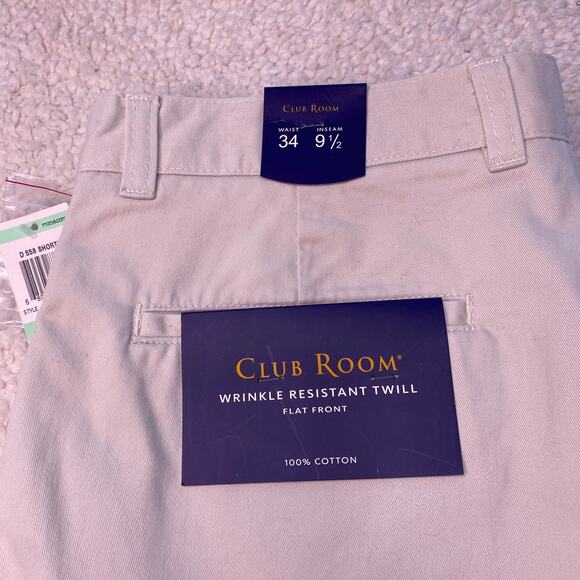 CLUB ROOM
WAIST INSEAM
34 9 1/2
CLUB ROOM®
WRINKLE RESISTANT TWILL
FLAT FRONT
100% COTTON
D 558 SHORT
STYLE